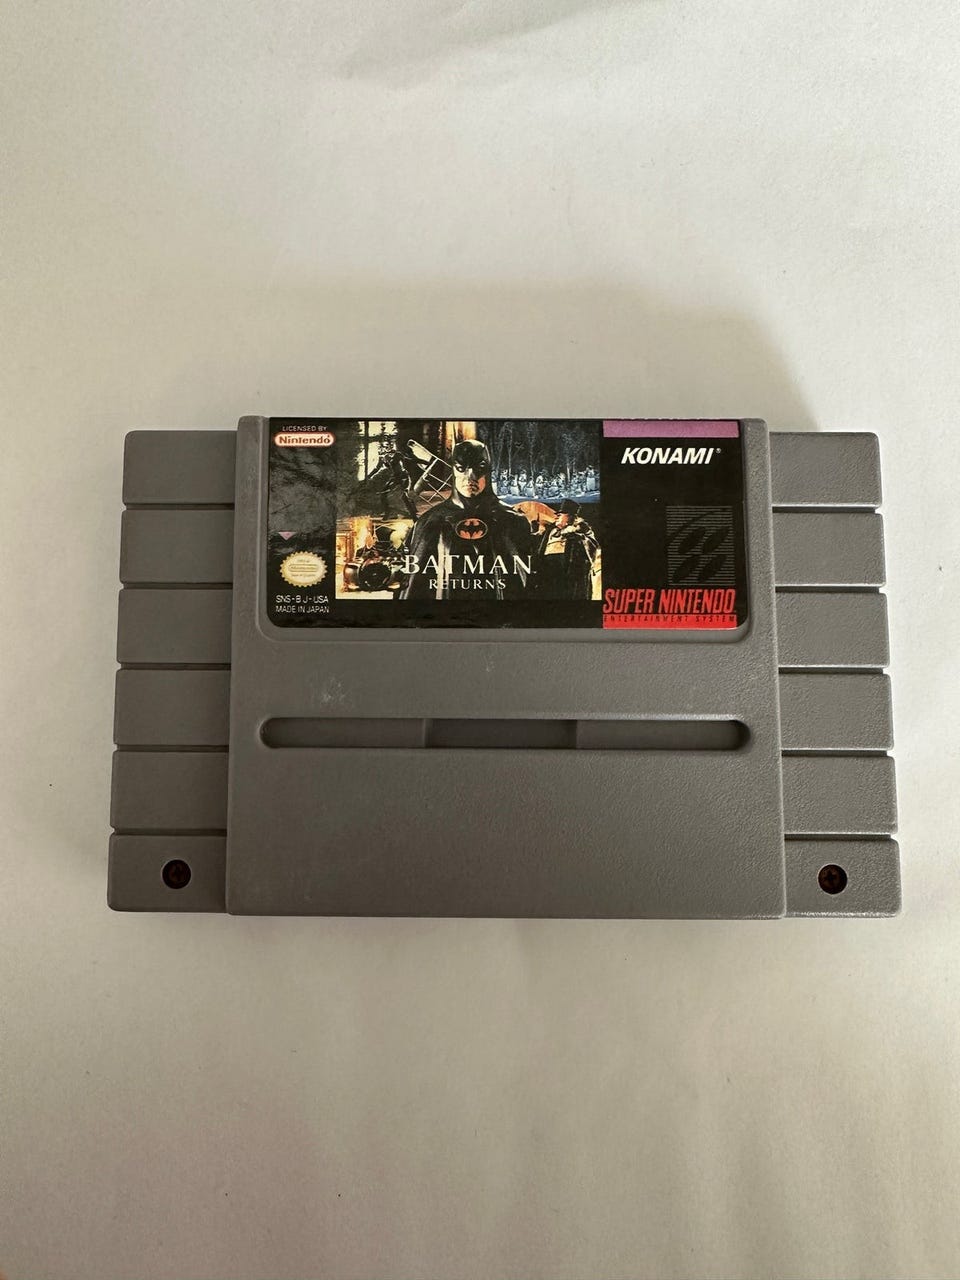 LICENSED BY
Nintendo
KONAMI®
BATMAN
RETURNS
SNS-BJ-USA
MADE IN JAPAN
SUPER NINTENDO
ENTERTAINMENT SYSTEM